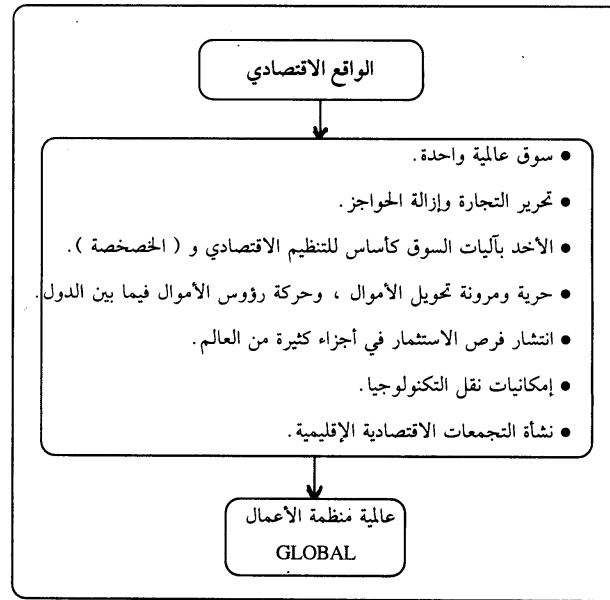 الواقع الاقتصادي
● سوق عالمية واحدة.
● تحرير التجارة وإزالة الحواجز.
● الأخد بآليات السوق كأساس للتنظيم الاقتصادي و ( الخصخصة ).
● حرية ومرونة تحويل الأموال ، وحركة رؤوس الأموال فيما بين الدول.
● انتشار فرص الاستثمار في أجزاء كثيرة من العالم.
● إمكانيات نقل التكنولوجيا.
● نشأة التجمعات الاقتصادية الإقليمية.
عالمية منظمة الأعمال
GLOBAL